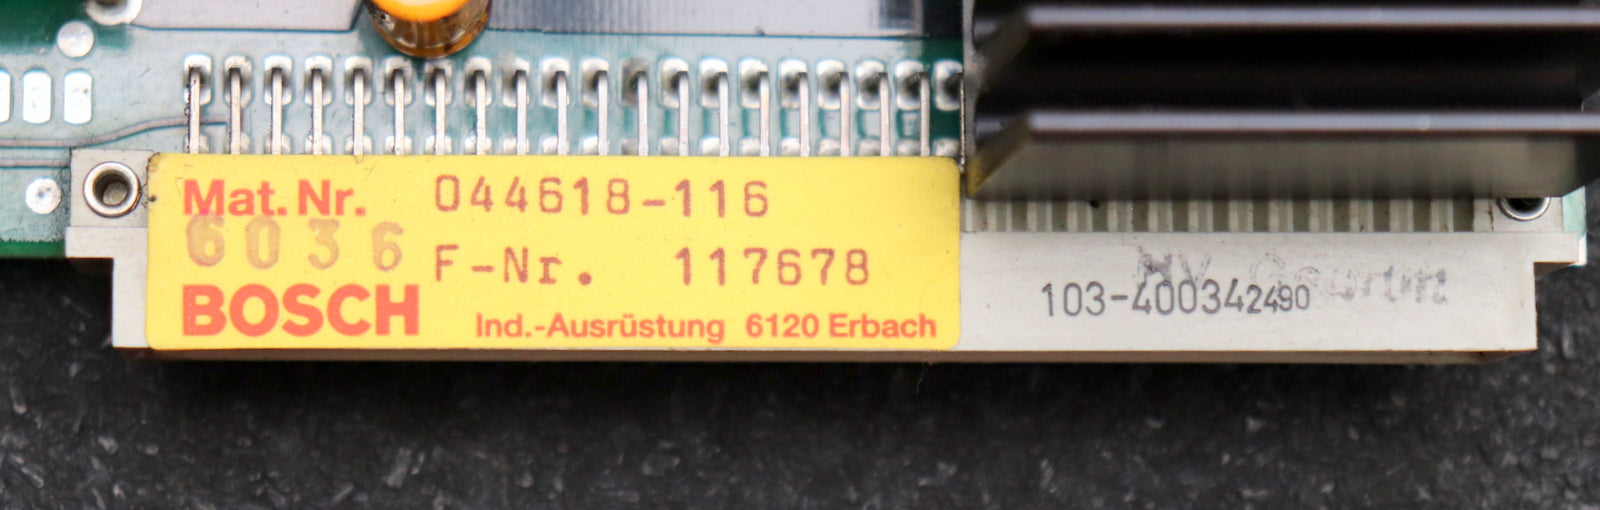 Mat. Nr. 044618-116
6036
F-Nr. 117678
BOSCH
Ind.-Ausrüstung 6120 Erbach
103-400342490